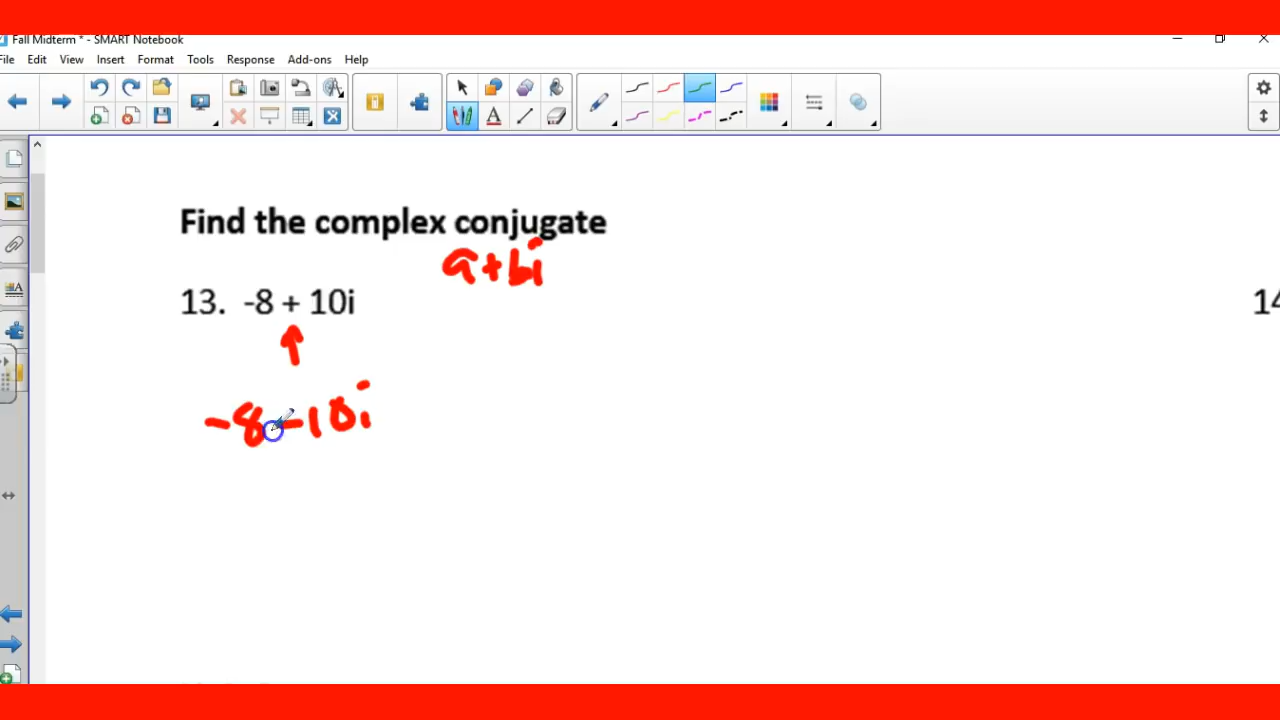 Fall Midterm * - SMART Notebook
File Edit View Insert Format Tools Response Add-ons Help
Find the complex conjugate
a+bi
13. -8 + 10i
-8-10i